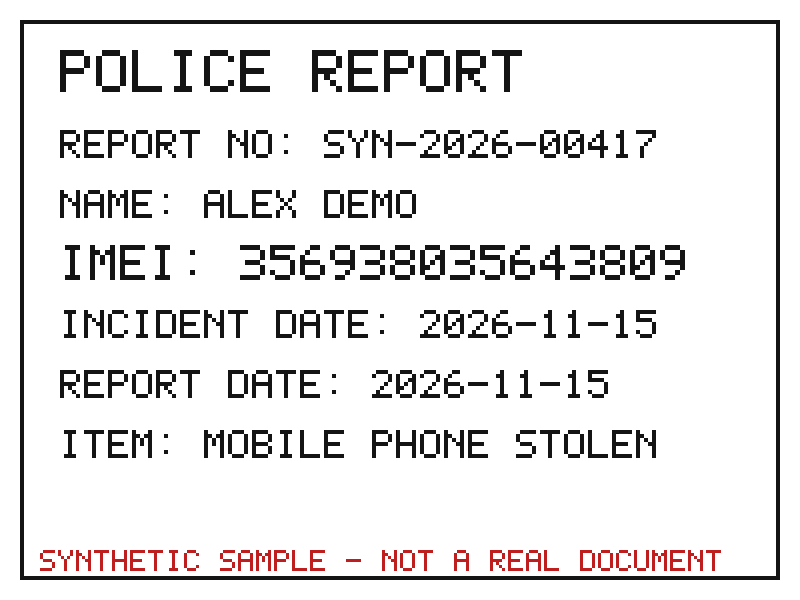 POLICE REPORT
REPORT NO: SYN-2026-00417
NAME: ALEX DEMO
IMEI: 356938035643809
INCIDENT DATE: 2026-11-15
REPORT DATE: 2026-11-15
ITEM: MOBILE PHONE STOLEN
SYNTHETIC SAMPLE - NOT A REAL DOCUMENT